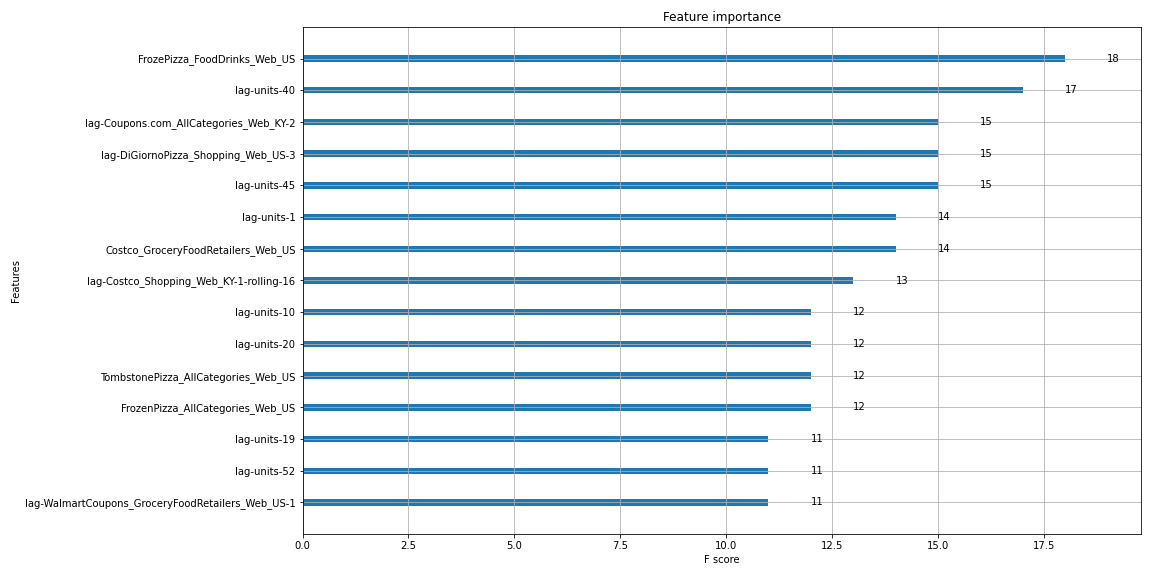 Feature importance
FrozePizza_FoodDrinks_Web_US 18
lag-units-40 17
lag-Coupons.com_AllCategories_Web_KY-2 15
lag-DiGiornoPizza_Shopping_Web_US-3 15
lag-units-45 15
lag-units-1 14
Costco_GroceryFoodRetailers_Web_US 14
lag-Costco_Shopping_Web_KY-1-rolling-16 13
lag-units-10 12
lag-units-20 12
TombstonePizza_AllCategories_Web_US 12
FrozenPizza_AllCategories_Web_US 12
lag-units-19 11
lag-units-52 11
lag-WalmartCoupons_GroceryFoodRetailers_Web_US-1 11
Features
0.0 2.5 5.0 7.5 10.0 12.5 15.0 17.5
F score